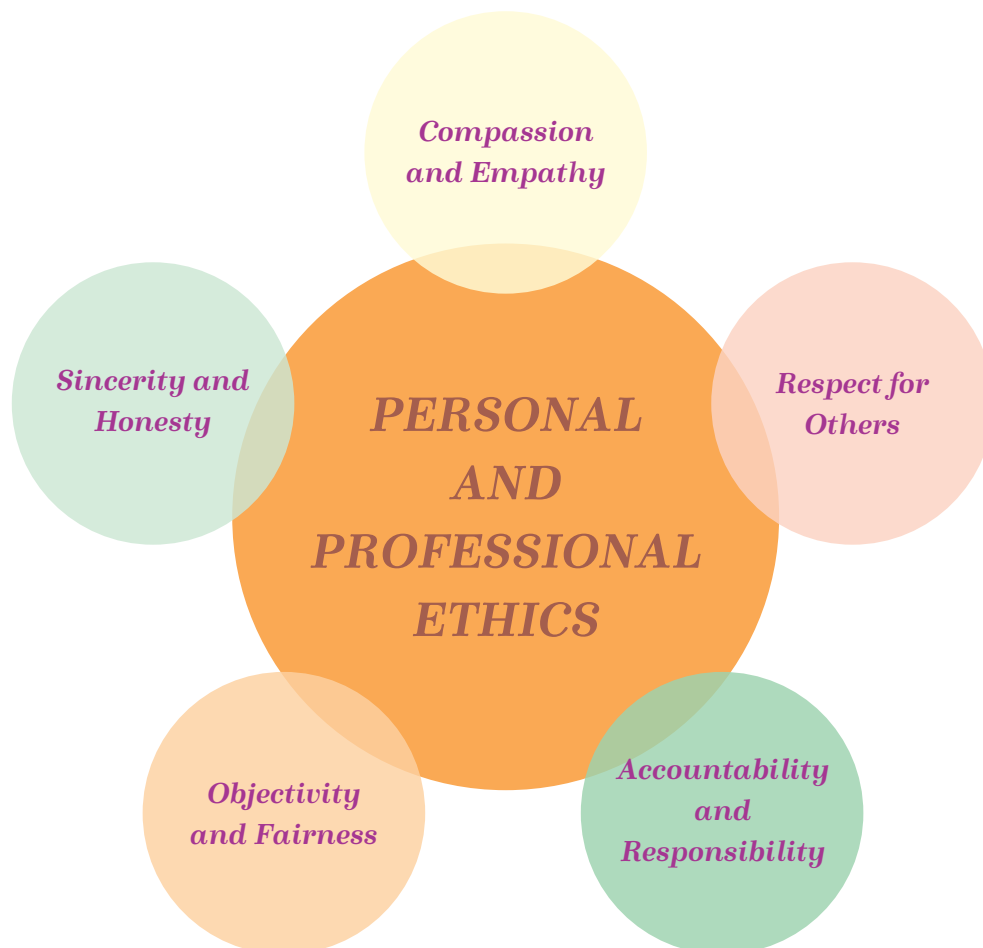 Compassion
and Empathy
Sincerity and
Honesty
Respect for
Others
PERSONAL
AND
PROFESSIONAL
ETHICS
Objectivity
and Fairness
Accountability
and
Responsibility